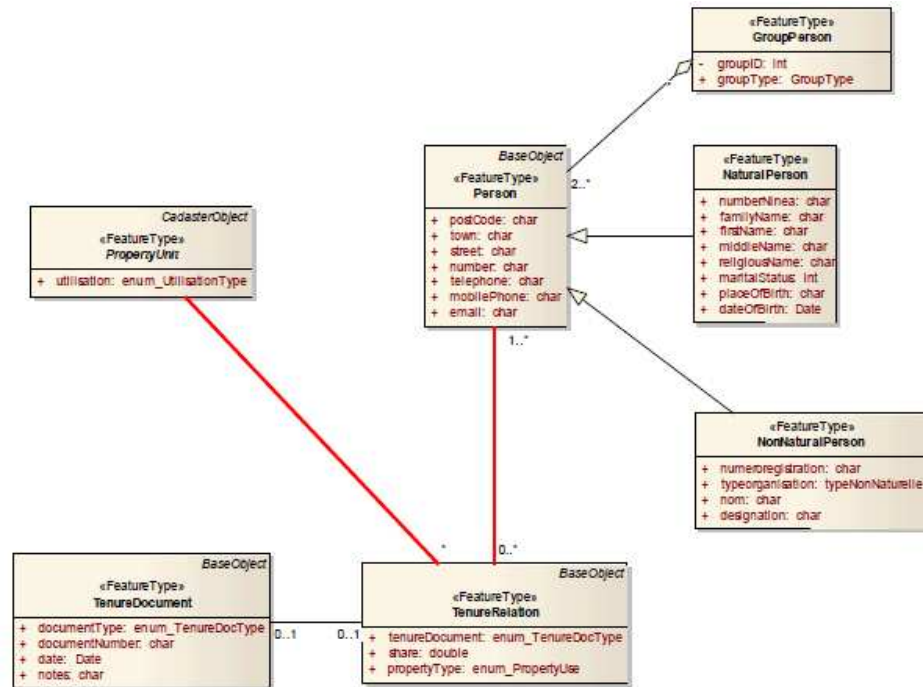 «FeatureType»
GroupPerson
- groupID: int
+ groupType: GroupType
BaseObject
«FeatureType»
Person
+ postCode: char
+ town: char
+ street: char
+ number: char
+ telephone: char
+ mobilePhone: char
+ email: char
2..*
1..*
«FeatureType»
NaturalPerson
+ numberNinea: char
+ familyName: char
+ firstName: char
+ middleName: char
+ religiousName: char
+ maritalStatus: int
+ placeOfBirth: char
+ dateOfBirth: Date
CadasterObject
«FeatureType»
PropertyUnit
+ utilisation: enum_UtilisationType
«FeatureType»
NonNaturalPerson
+ numeroregistration: char
+ typeorganisation: typeNonNaturelle
+ nom: char
+ designation: char
*
0..*
BaseObject
«FeatureType»
TenureDocument
+ documentType: enum_TenureDocType
+ documentNumber: char
+ date: Date
+ notes: char
0..1
0..1
BaseObject
«FeatureType»
TenureRelation
+ tenureDocument: enum_TenureDocType
+ share: double
+ propertyType: enum_PropertyUse